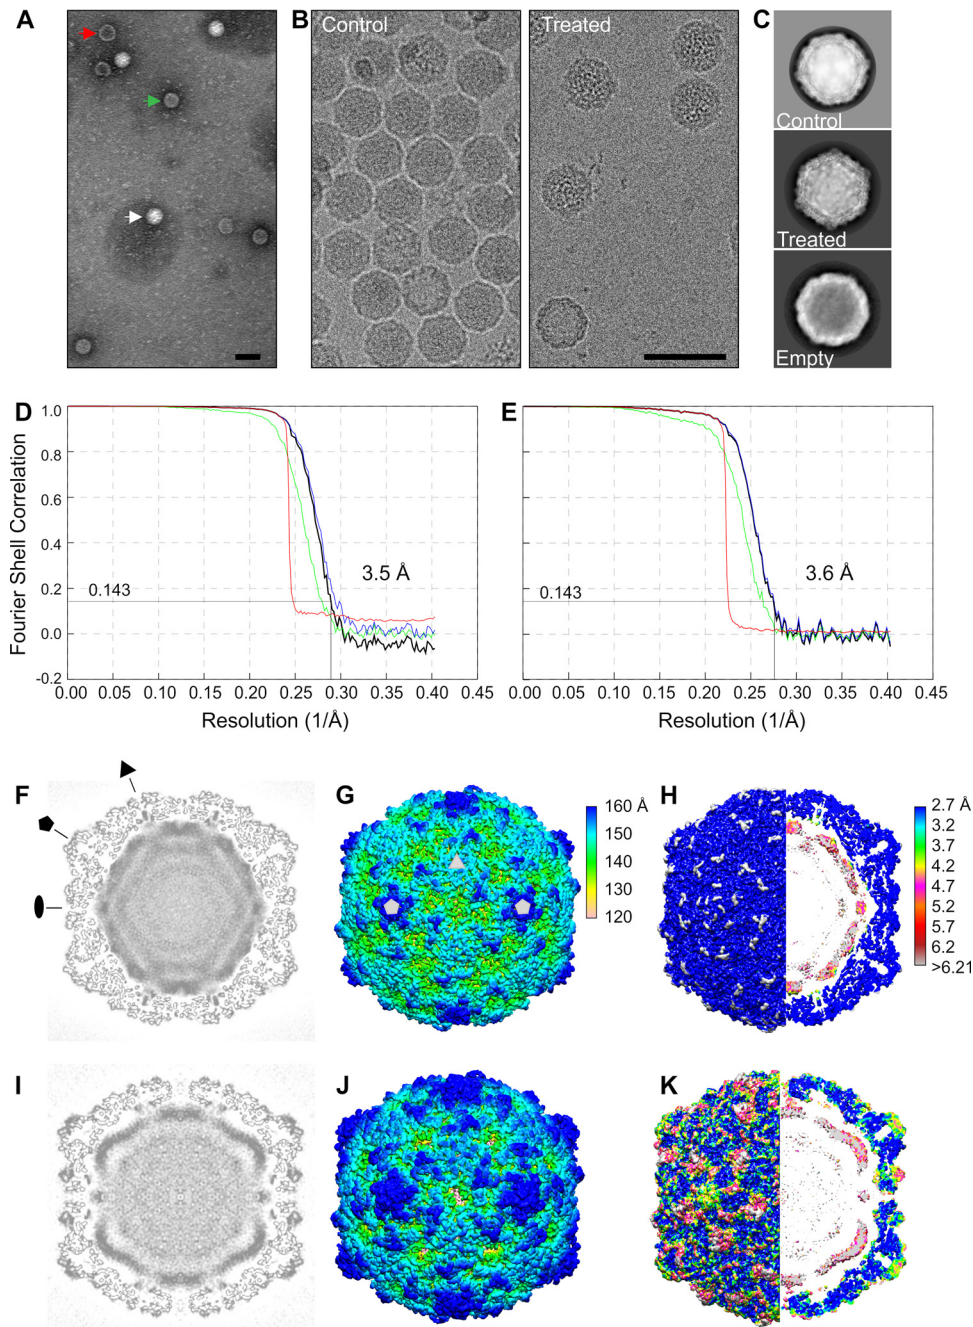 A
B
Control
Treated
C
Control
Treated
Empty
D
1.0
0.8
0.6
0.4
0.2
0.0
-0.2
Fourier Shell Correlation
0.143
3.5 Å
0.00 0.05 0.10 0.15 0.20 0.25 0.30 0.35 0.40 0.45
Resolution (1/Å)
E
0.143
3.6 Å
0.00 0.05 0.10 0.15 0.20 0.25 0.30 0.35 0.40 0.45
Resolution (1/Å)
F
G
160 Å
150
140
130
120
H
2.7 Å
3.2
3.7
4.2
4.7
5.2
5.7
6.2
>6.21
I
J
K